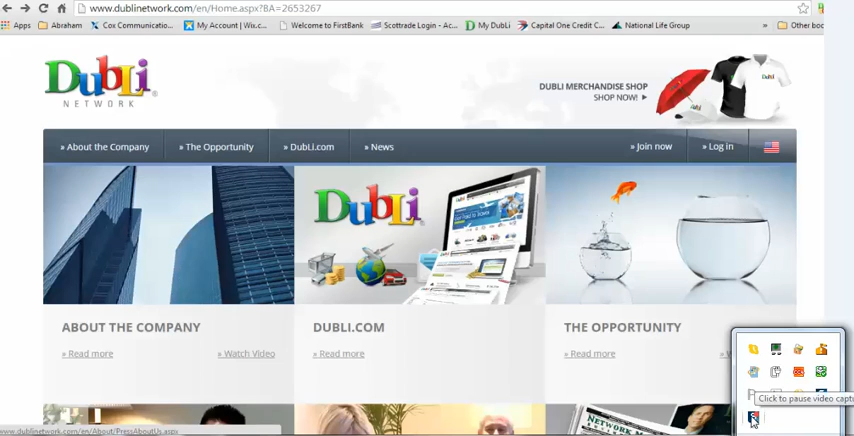 www.dublinetwork.com/en/Home.aspx?BA=2653267
Apps Abraham Cox Communicatio... My Account | Wix.c... Welcome to FirstBank Scottrade Login - Ac... My DubLi Capital One Credit C... National Life Group » Other boo
DubLi
NETWORK
DUBLI MERCHANDISE SHOP
SHOP NOW!
» About the Company » The Opportunity » DubLi.com » News » Join now » Log in
DubLi
ABOUT THE COMPANY DUBLI.COM THE OPPORTUNITY
» Read more » Watch Video » Read more » Read more » W
Click to pause video captu
www.dublinetwork.com/en/About/PressAboutUs.aspx